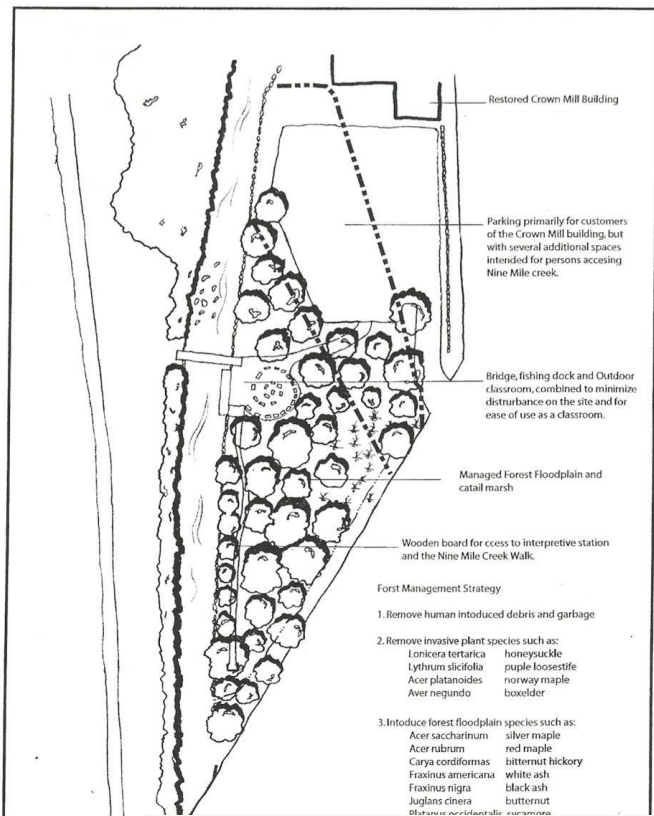 Restored Crown Mill Building
Parking primarily for customers
of the Crown Mill building, but
with several additional spaces
intended for persons accesing
Nine Mile creek.
Bridge, fishing dock and Outdoor
classroom, combined to minimize
distrurbance on the site and for
ease of use as a classroom.
Managed Forest Floodplain and
catail marsh
Wooden board for ccess to interpretive station
and the Nine Mile Creek Walk.
Forst Management Strategy
1. Remove human intoduced debris and garbage
2. Remove invasive plant species such as:
Lonicera tertarica honeysuckle
Lythrum slicifolia puple loosestife
Acer platanoides norway maple
Aver negundo boxelder
3. Intoduce forest floodplain species such as:
Acer saccharinum silver maple
Acer rubrum red maple
Carya cordiformas bitternut hickory
Fraxinus americana white ash
Fraxinus nigra black ash
Juglans cinera butternut
Platanus occidentalis sycamore